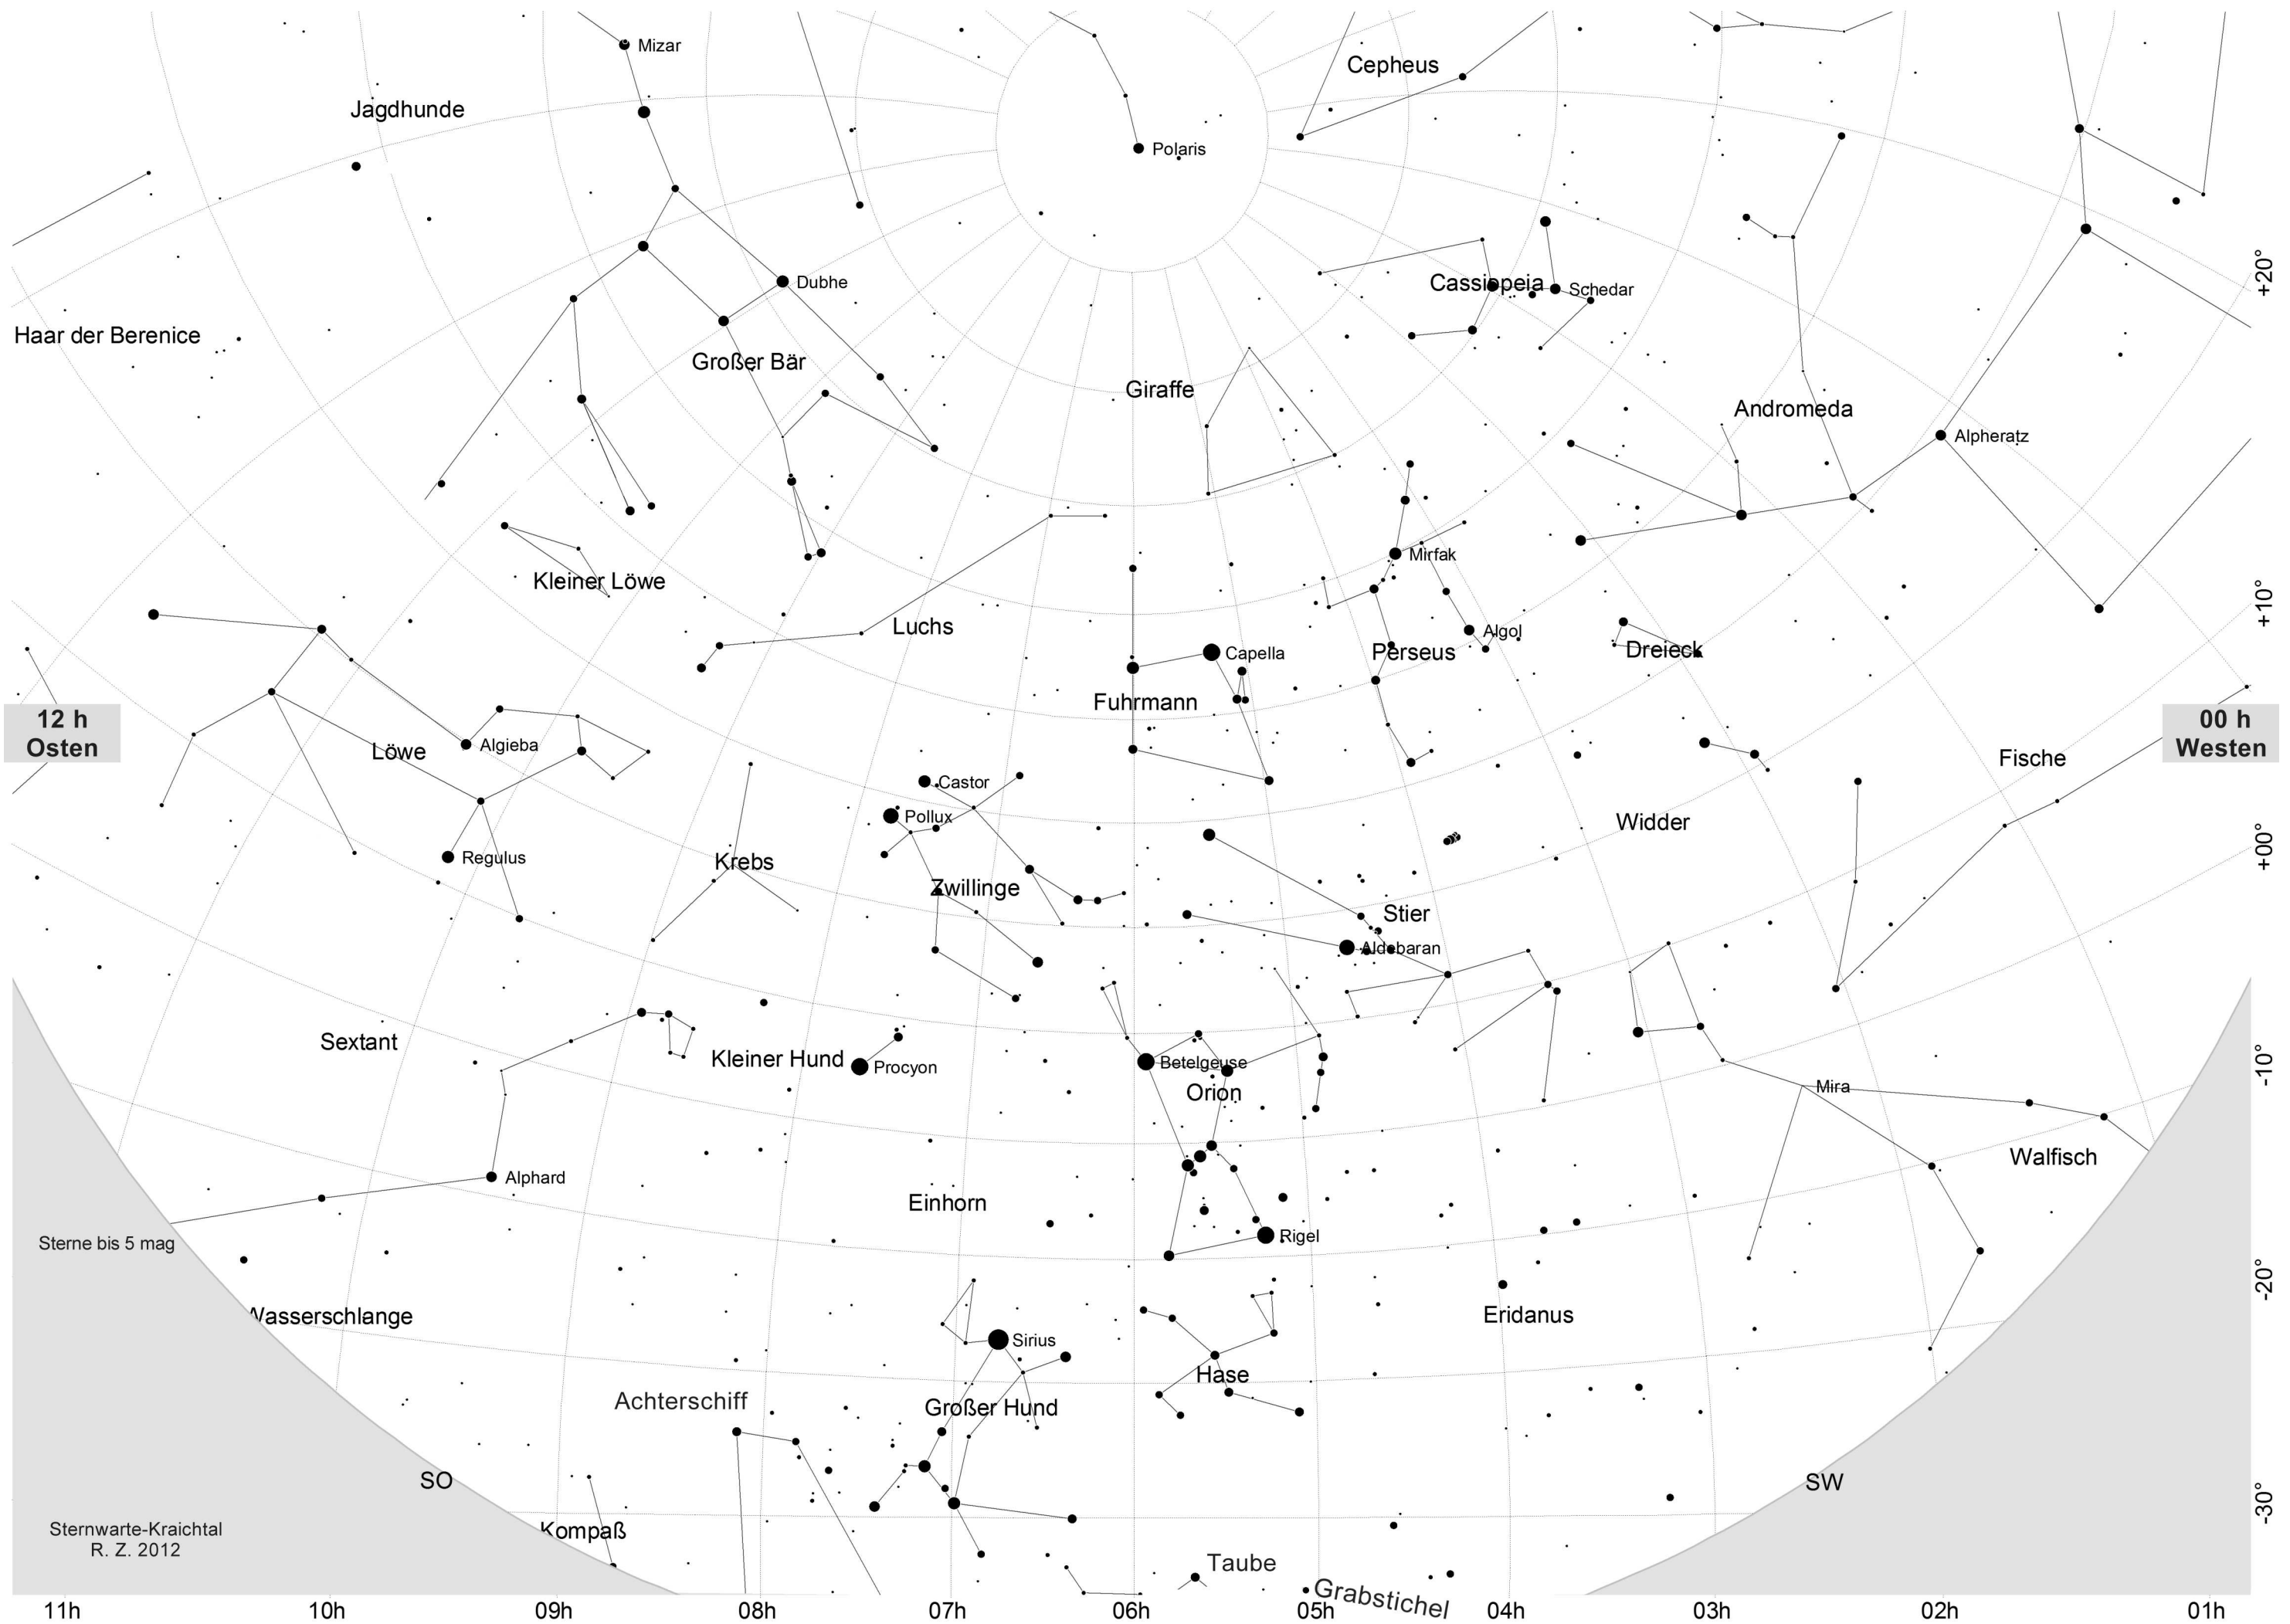 Mizar
Cepheus
Jagdhunde
Polaris
+20°
Dubhe
Cassiopeia
Schedar
Haar der Berenice
Großer Bär
Giraffe
Andromeda
Alpheratz
Mirfak
Kleiner Löwe
+10°
Luchs
Algol
Capella
Perseus
Dreieck
Fuhrmann
12 h
Osten
00 h
Westen
Algieba
Löwe
Fische
Castor
Pollux
Widder
+00°
Regulus
Krebs
Zwillinge
Stier
Aldebaran
Sextant
Kleiner Hund
Procyon
Betelgeuse
Orion
-10°
Mira
Walfisch
Alphard
Einhorn
Sterne bis 5 mag
Rigel
-20°
Wasserschlange
Eridanus
Sirius
Hase
Achterschiff
Großer Hund
SO
SW
-30°
Sternwarte-Kraichtal
R. Z. 2012
Kompaß
Taube
Grabstichel
11h
10h
09h
08h
07h
06h
05h
04h
03h
02h
01h